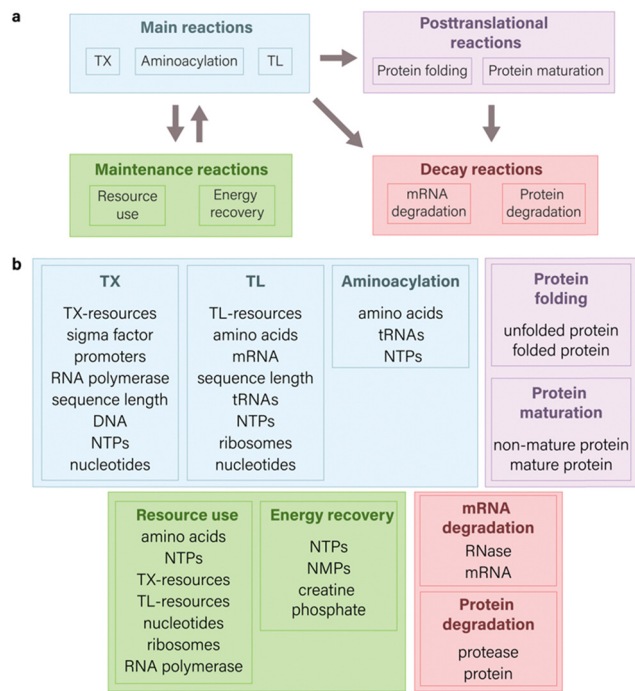 a
Main reactions
TX
Aminoacylation
TL
Posttranslational
reactions
Protein folding
Protein maturation
Maintenance reactions
Resource
use
Energy
recovery
Decay reactions
mRNA
degradation
Protein
degradation
b
TX
TX-resources
sigma factor
promoters
RNA polymerase
sequence length
DNA
NTPs
nucleotides
TL
TL-resources
amino acids
mRNA
sequence length
tRNAs
NTPs
ribosomes
nucleotides
Aminoacylation
amino acids
tRNAs
NTPs
Protein
folding
unfolded protein
folded protein
Protein
maturation
non-mature protein
mature protein
Resource use
amino acids
NTPs
TX-resources
TL-resources
nucleotides
ribosomes
RNA polymerase
Energy recovery
NTPs
NMPs
creatine
phosphate
mRNA
degradation
RNase
mRNA
Protein
degradation
protease
protein